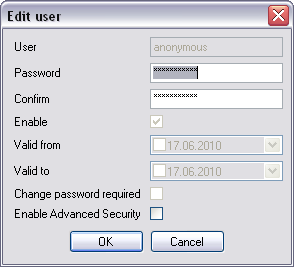 Edit user
User anonymous
Password ***********
Confirm ***********
Enable
Valid from 17.06.2010
Valid to 17.06.2010
Change password required
Enable Advanced Security
OK Cancel